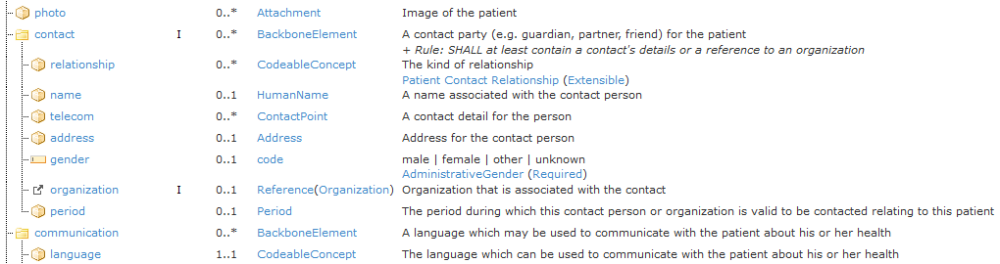 photo 0..* Attachment Image of the patient
contact I 0..* BackboneElement A contact party (e.g. guardian, partner, friend) for the patient
+ Rule: SHALL at least contain a contact's details or a reference to an organization
relationship 0..* CodeableConcept The kind of relationship
Patient Contact Relationship (Extensible)
name 0..1 HumanName A name associated with the contact person
telecom 0..* ContactPoint A contact detail for the person
address 0..1 Address Address for the contact person
gender 0..1 code male | female | other | unknown
AdministrativeGender (Required)
organization I 0..1 Reference(Organization) Organization that is associated with the contact
period 0..1 Period The period during which this contact person or organization is valid to be contacted relating to this patient
communication 0..* BackboneElement A language which may be used to communicate with the patient about his or her health
language 1..1 CodeableConcept The language which can be used to communicate with the patient about his or her health